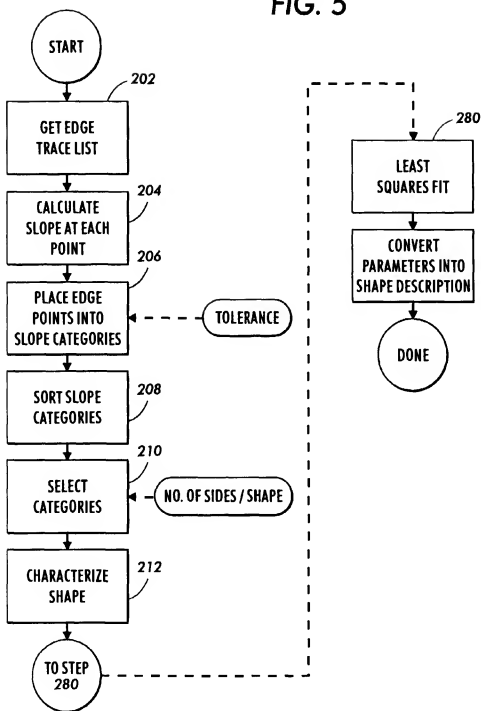 FIG. 5
START
202
GET EDGE
TRACE LIST
204
CALCULATE
SLOPE AT EACH
POINT
206
PLACE EDGE
POINTS INTO
SLOPE CATEGORIES
TOLERANCE
208
SORT SLOPE
CATEGORIES
210
SELECT
CATEGORIES
NO. OF SIDES / SHAPE
212
CHARACTERIZE
SHAPE
TO STEP
280
280
LEAST
SQUARES FIT
CONVERT
PARAMETERS INTO
SHAPE DESCRIPTION
DONE